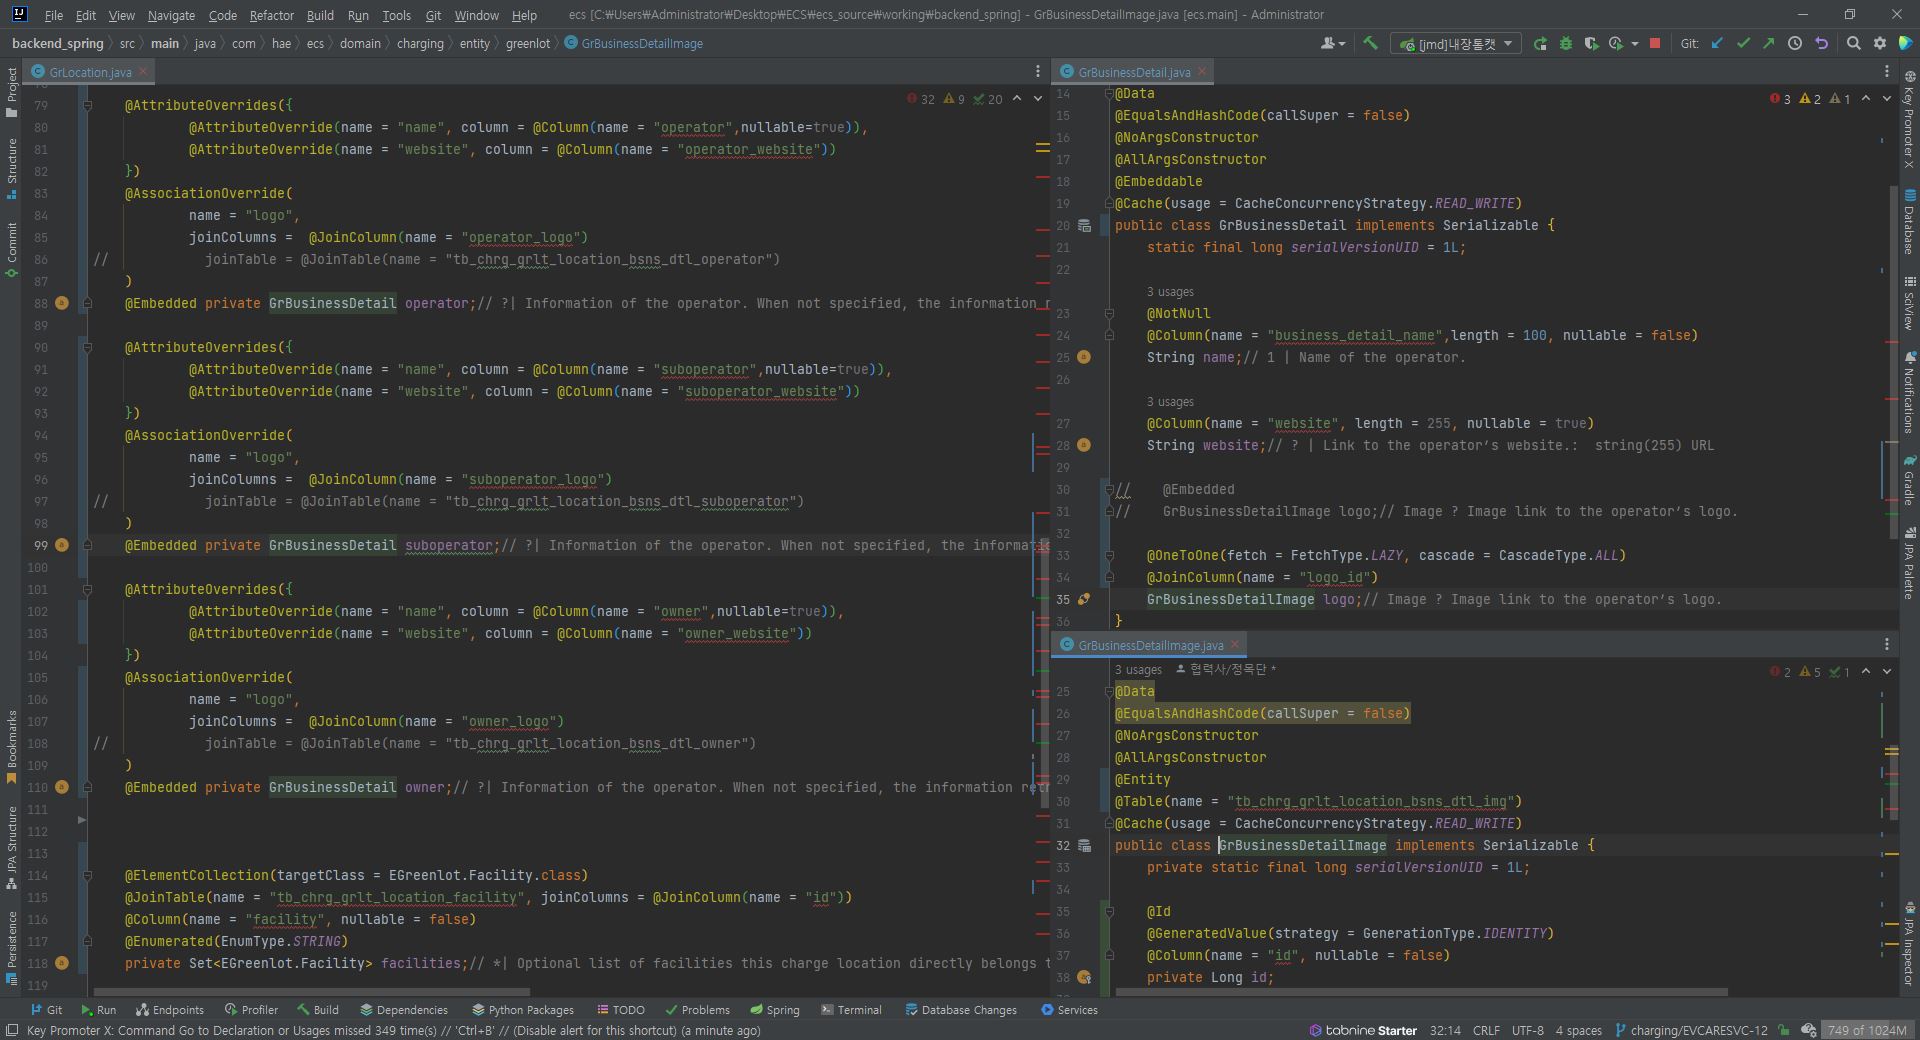 File Edit View Navigate Code Refactor Build Run Tools Git Window Help ecs [C:₩Users₩Administrator₩Desktop₩ECS₩ecs_source₩working₩backend_spring] - GrBusinessDetailImage.java [ecs.main] - Administrator
backend_spring src main java com hae ecs domain charging entity greenlot GrBusinessDetailImage [jmd]내장톰캣 Git:
GrLocation.java
32 9 20
79 @AttributeOverrides({
80 @AttributeOverride(name = "name", column = @Column(name = "operator",nullable=true)),
81 @AttributeOverride(name = "website", column = @Column(name = "operator_website"))
82 })
83 @AssociationOverride(
84 name = "logo",
85 joinColumns =  @JoinColumn(name = "operator_logo")
86 // joinTable = @JoinTable(name = "tb_chrg_grlt_location_bsns_dtl_operator")
87 )
88 @Embedded private GrBusinessDetail operator;// ?| Information of the operator. When not specified, the information r
89
90 @AttributeOverrides({
91 @AttributeOverride(name = "name", column = @Column(name = "suboperator",nullable=true)),
92 @AttributeOverride(name = "website", column = @Column(name = "suboperator_website"))
93 })
94 @AssociationOverride(
95 name = "logo",
96 joinColumns =  @JoinColumn(name = "suboperator_logo")
97 // joinTable = @JoinTable(name = "tb_chrg_grlt_location_bsns_dtl_suboperator")
98 )
99 @Embedded private GrBusinessDetail suboperator;// ?| Information of the operator. When not specified, the informati
100
101 @AttributeOverrides({
102 @AttributeOverride(name = "name", column = @Column(name = "owner",nullable=true)),
103 @AttributeOverride(name = "website", column = @Column(name = "owner_website"))
104 })
105 @AssociationOverride(
106 name = "logo",
107 joinColumns =  @JoinColumn(name = "owner_logo")
108 // joinTable = @JoinTable(name = "tb_chrg_grlt_location_bsns_dtl_owner")
109 )
110 @Embedded private GrBusinessDetail owner;// ?| Information of the operator. When not specified, the information ret
111
112
113
114 @ElementCollection(targetClass = EGreenlot.Facility.class)
115 @JoinTable(name = "tb_chrg_grlt_location_facility", joinColumns = @JoinColumn(name = "id"))
116 @Column(name = "facility", nullable = false)
117 @Enumerated(EnumType.STRING)
118 private Set<EGreenlot.Facility> facilities;// *| Optional list of facilities this charge location directly belongs t
119
GrBusinessDetail.java
3 2 1
14 @Data
15 @EqualsAndHashCode(callSuper = false)
16 @NoArgsConstructor
17 @AllArgsConstructor
18 @Embeddable
19 @Cache(usage = CacheConcurrencyStrategy.READ_WRITE)
20 public class GrBusinessDetail implements Serializable {
21 static final long serialVersionUID = 1L;
22
3 usages
23 @NotNull
24 @Column(name = "business_detail_name",length = 100, nullable = false)
25 String name;// 1 | Name of the operator.
26
3 usages
27 @Column(name = "website", length = 255, nullable = true)
28 String website;// ? | Link to the operator's website.:  string(255) URL
29
30 // @Embedded
31 // GrBusinessDetailImage logo;// Image ? Image link to the operator's logo.
32
33 @OneToOne(fetch = FetchType.LAZY, cascade = CascadeType.ALL)
34 @JoinColumn(name = "logo_id")
35 GrBusinessDetailImage logo;// Image ? Image link to the operator's logo.
36 }
GrBusinessDetailImage.java
3 usages 협력사/정목단 *
2 5 1
25 @Data
26 @EqualsAndHashCode(callSuper = false)
27 @NoArgsConstructor
28 @AllArgsConstructor
29 @Entity
30 @Table(name = "tb_chrg_grlt_location_bsns_dtl_img")
31 @Cache(usage = CacheConcurrencyStrategy.READ_WRITE)
32 public class GrBusinessDetailImage implements Serializable {
33 private static final long serialVersionUID = 1L;
34
35 @Id
36 @GeneratedValue(strategy = GenerationType.IDENTITY)
37 @Column(name = "id", nullable = false)
38 private Long id;
Project
Structure
Commit
Bookmarks
JPA Structure
Persistence
Key Promoter X
Database
SciView
Notifications
Gradle
JPA Palette
JPA Inspector
Git Run Endpoints Profiler Build Dependencies Python Packages TODO Problems Spring Terminal Database Changes Services
Key Promoter X: Command Go to Declaration or Usages missed 349 time(s) // 'Ctrl+B' // (Disable alert for this shortcut) (a minute ago) tabnine Starter 32:14 CRLF UTF-8 4 spaces charging/EVCARESVC-12 749 of 1024M